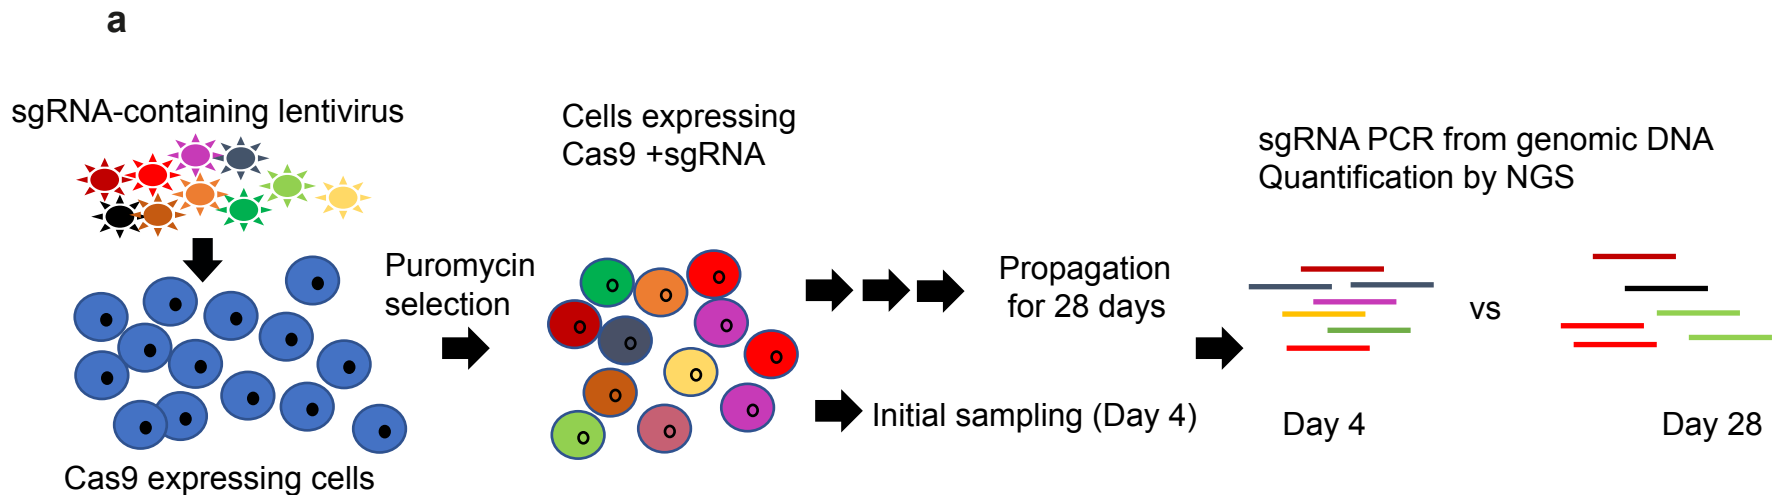 a
sgRNA-containing lentivirus
Cells expressing
Cas9 +sgRNA
sgRNA PCR from genomic DNA
Quantification by NGS
Puromycin
selection
Propagation
for 28 days
vs
Initial sampling (Day 4)
Day 4
Day 28
Cas9 expressing cells